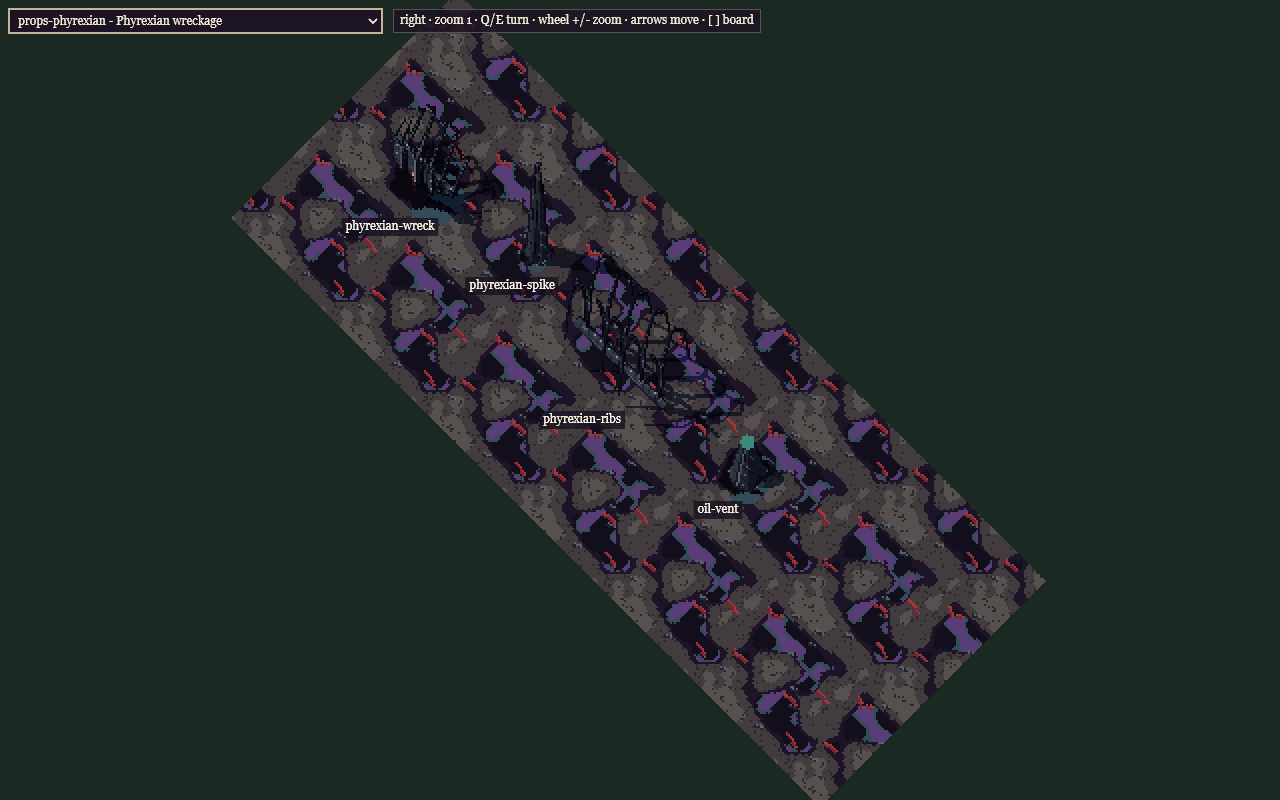 props-phyrexian - Phyrexian wreckage
right · zoom 1 · Q/E turn · wheel +/- zoom · arrows move · [ ] board
phyrexian-wreck
phyrexian-spike
phyrexian-ribs
oil-vent